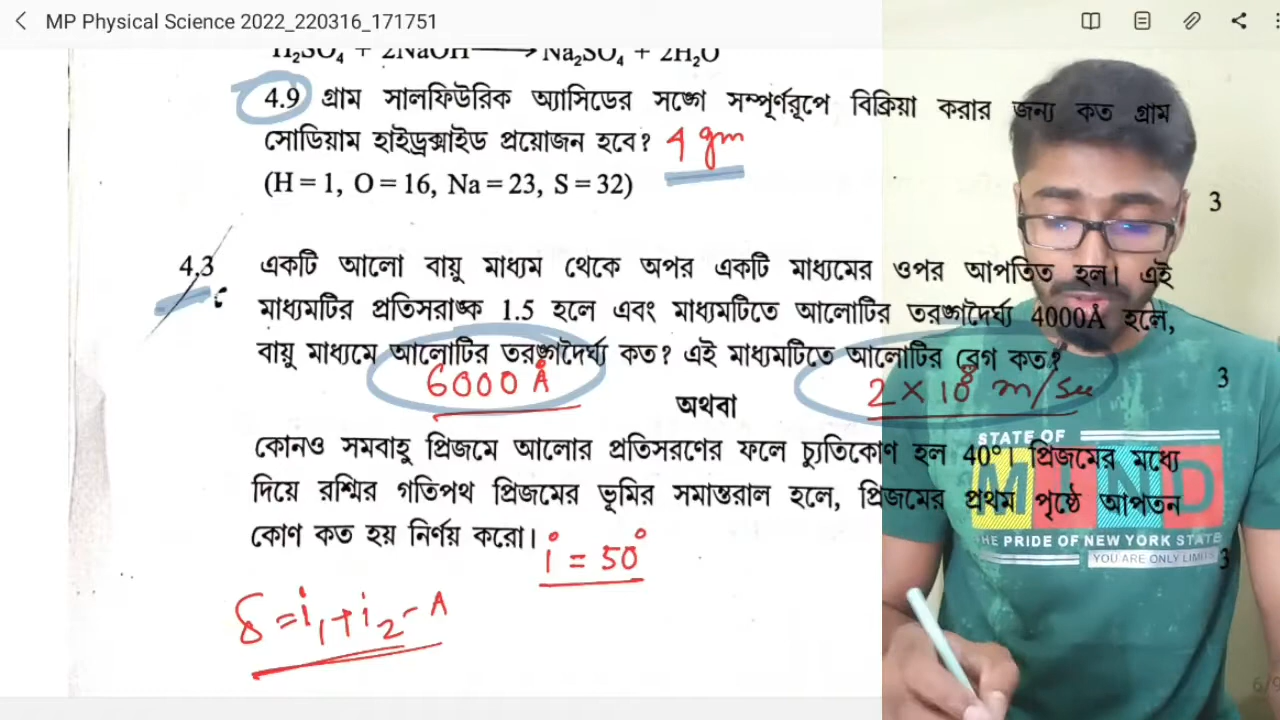 MP Physical Science 2022_220316_171751
H₂SO₄ + 2NaOH ⟶ Na₂SO₄ + 2H₂O
4.9 গ্রাম সালফিউরিক অ্যাসিডের সঙ্গে সম্পূর্ণরূপে বিক্রিয়া করার জন্য কত গ্রাম
সোডিয়াম হাইড্রক্সাইড প্রয়োজন হবে? 4 gm
(H = 1, O = 16, Na = 23, S = 32)
3
4,3 একটি আলো বায়ু মাধ্যম থেকে অপর একটি মাধ্যমের ওপর আপতিত হল। এই
মাধ্যমটির প্রতিসরাঙ্ক 1.5 হলে এবং মাধ্যমটিতে আলোটির তরঙ্গদৈর্ঘ্য 4000Å হলে,
বায়ু মাধ্যমে আলোটির তরঙ্গদৈর্ঘ্য কত? এই মাধ্যমটিতে আলোটির বেগ কত?
3
6000 Å
2 × 10⁸ m/sec
অথবা
কোনও সমবাহু প্রিজমে আলোর প্রতিসরণের ফলে চ্যুতিকোণ হল 40°। প্রিজমের মধ্যে
দিয়ে রশ্মির গতিপথ প্রিজমের ভূমির সমান্তরাল হলে, প্রিজমের প্রথম পৃষ্ঠে আপতন
কোণ কত হয় নির্ণয় করো।
3
i = 50°
δ = i₁ + i₂ - A
STATE OF
MIND
THE PRIDE OF NEW YORK STATE
YOU ARE ONLY LIMITS
6/9